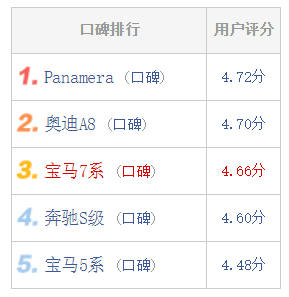 口碑排行 用户评分
1. Panamera (口碑) 4.72分
2. 奥迪A8 (口碑) 4.70分
3. 宝马7系 (口碑) 4.66分
4. 奔驰S级 (口碑) 4.60分
5. 宝马5系 (口碑) 4.48分